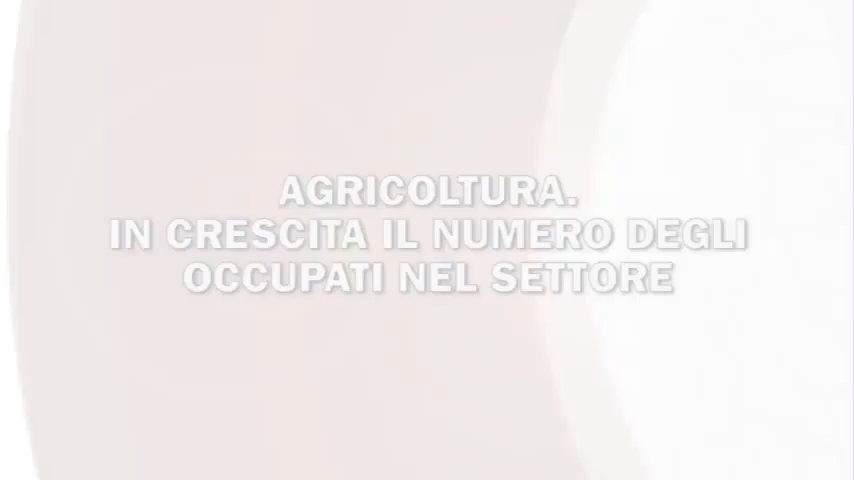 AGRICOLTURA.
IN CRESCITA IL NUMERO DEGLI
OCCUPATI NEL SETTORE